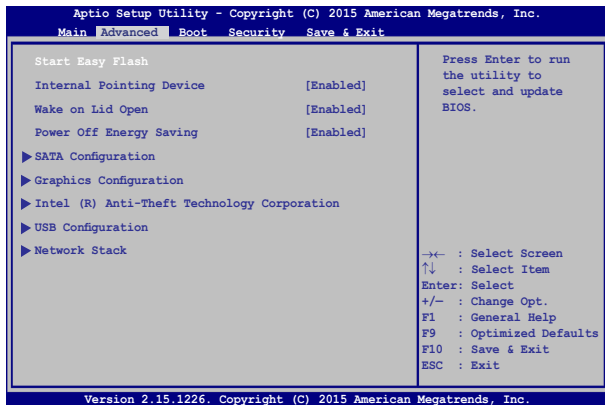 Aptio Setup Utility - Copyright (C) 2015 American Megatrends, Inc.
Main Advanced Boot Security Save & Exit
Start Easy Flash
Internal Pointing Device [Enabled]
Wake on Lid Open [Enabled]
Power Off Energy Saving [Enabled]
SATA Configuration
Graphics Configuration
Intel (R) Anti-Theft Technology Corporation
USB Configuration
Network Stack
Press Enter to run
the utility to
select and update
BIOS.
→← : Select Screen
↑↓ : Select Item
Enter: Select
+/— : Change Opt.
F1 : General Help
F9 : Optimized Defaults
F10 : Save & Exit
ESC : Exit
Version 2.15.1226. Copyright (C) 2015 American Megatrends, Inc.